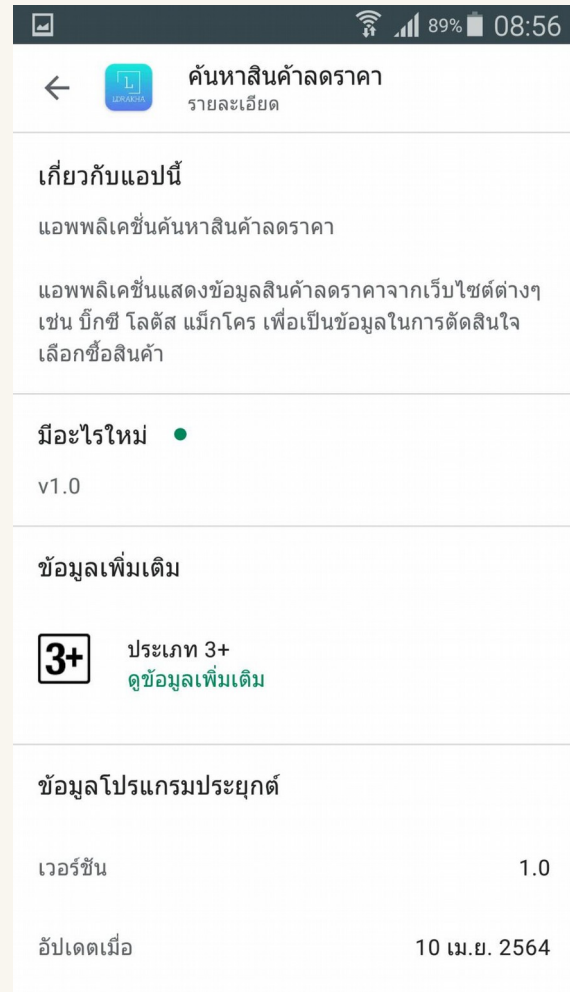 89% 08:56
ค้นหาสินค้าลดราคา
LDRAKHA
รายละเอียด
เกี่ยวกับแอปนี้
แอพพลิเคชั่นค้นหาสินค้าลดราคา
แอพพลิเคชั่นแสดงข้อมูลสินค้าลดราคาจากเว็บไซต์ต่างๆ
เช่น บิ๊กซี โลตัส แม็กโคร เพื่อเป็นข้อมูลในการตัดสินใจ
เลือกซื้อสินค้า
มีอะไรใหม่
v1.0
ข้อมูลเพิ่มเติม
3+ ประเภท 3+
ดูข้อมูลเพิ่มเติม
ข้อมูลโปรแกรมประยุกต์
เวอร์ชัน 1.0
อัปเดตเมื่อ 10 เม.ย. 2564